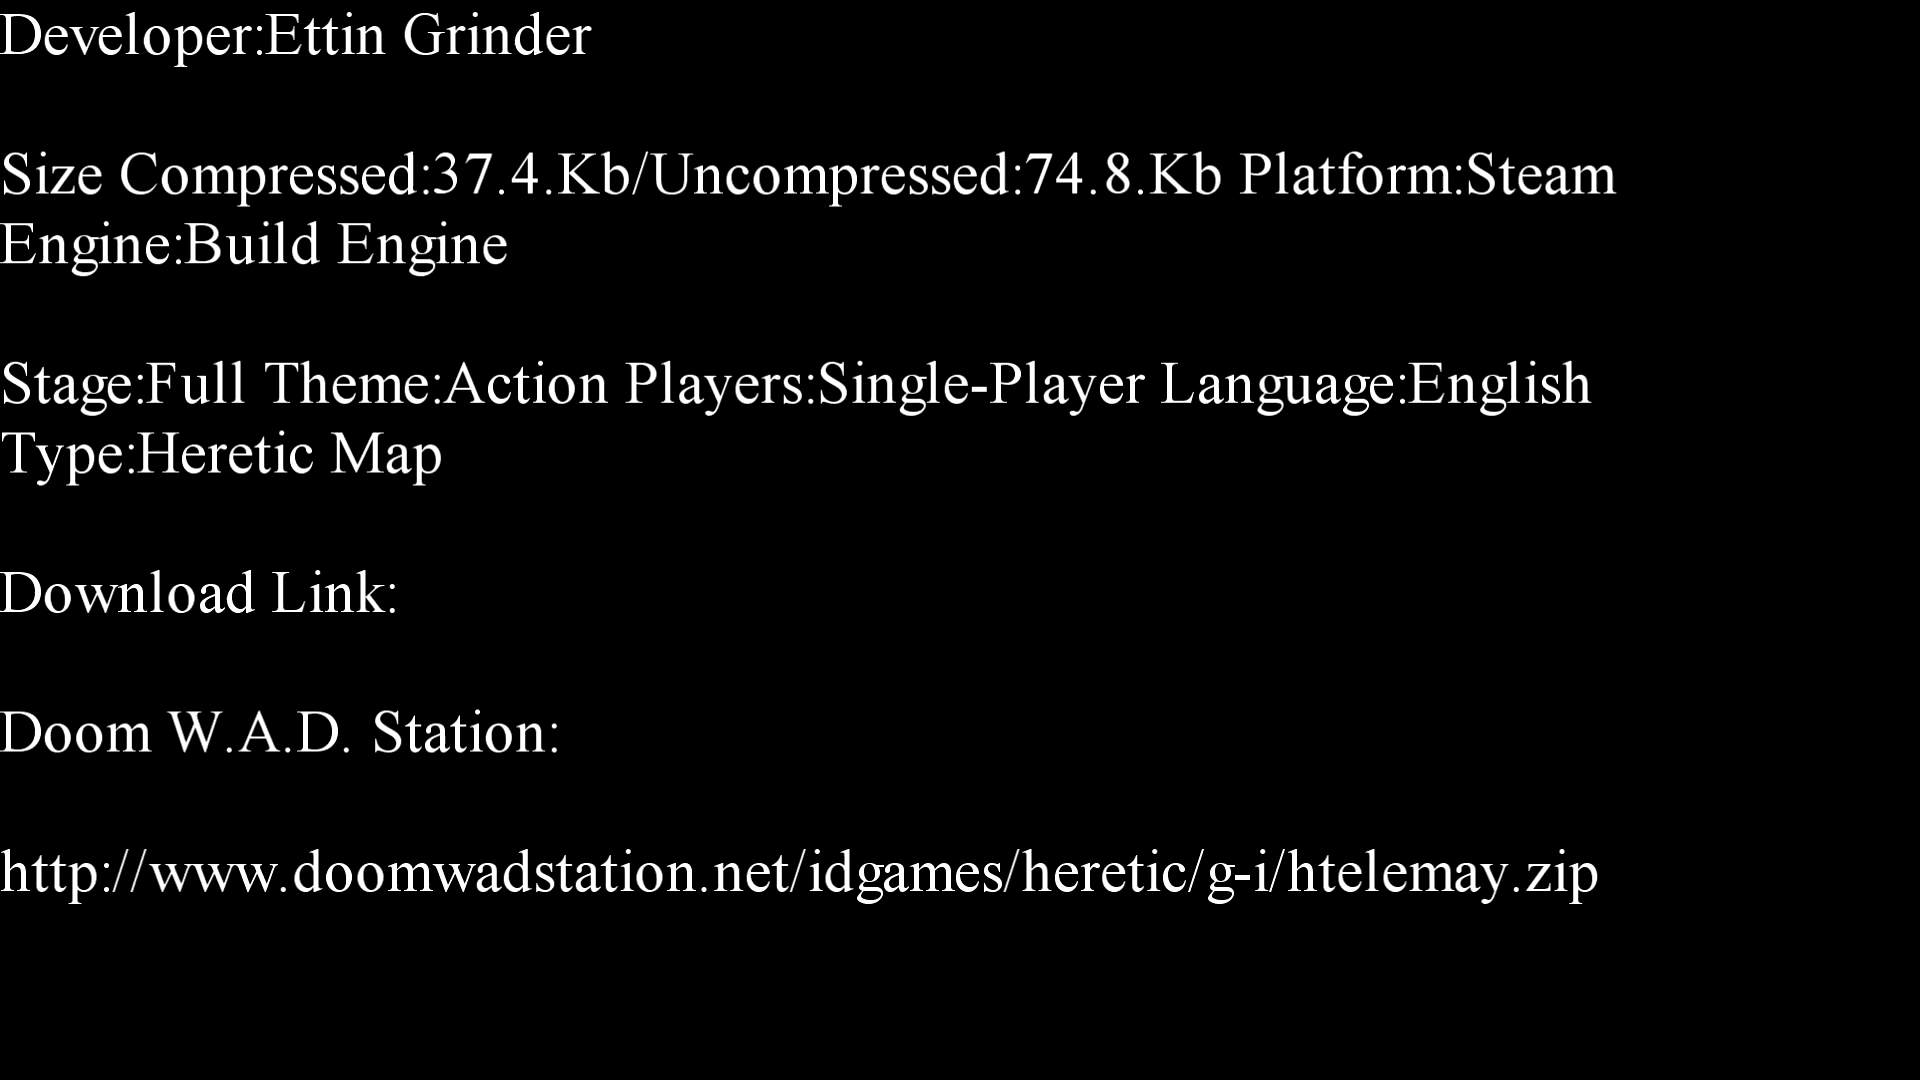 Developer:Ettin Grinder
Size Compressed:37.4.Kb/Uncompressed:74.8.Kb Platform:Steam
Engine:Build Engine
Stage:Full Theme:Action Players:Single-Player Language:English
Type:Heretic Map
Download Link:
Doom W.A.D. Station:
http://www.doomwadstation.net/idgames/heretic/g-i/htelemay.zip